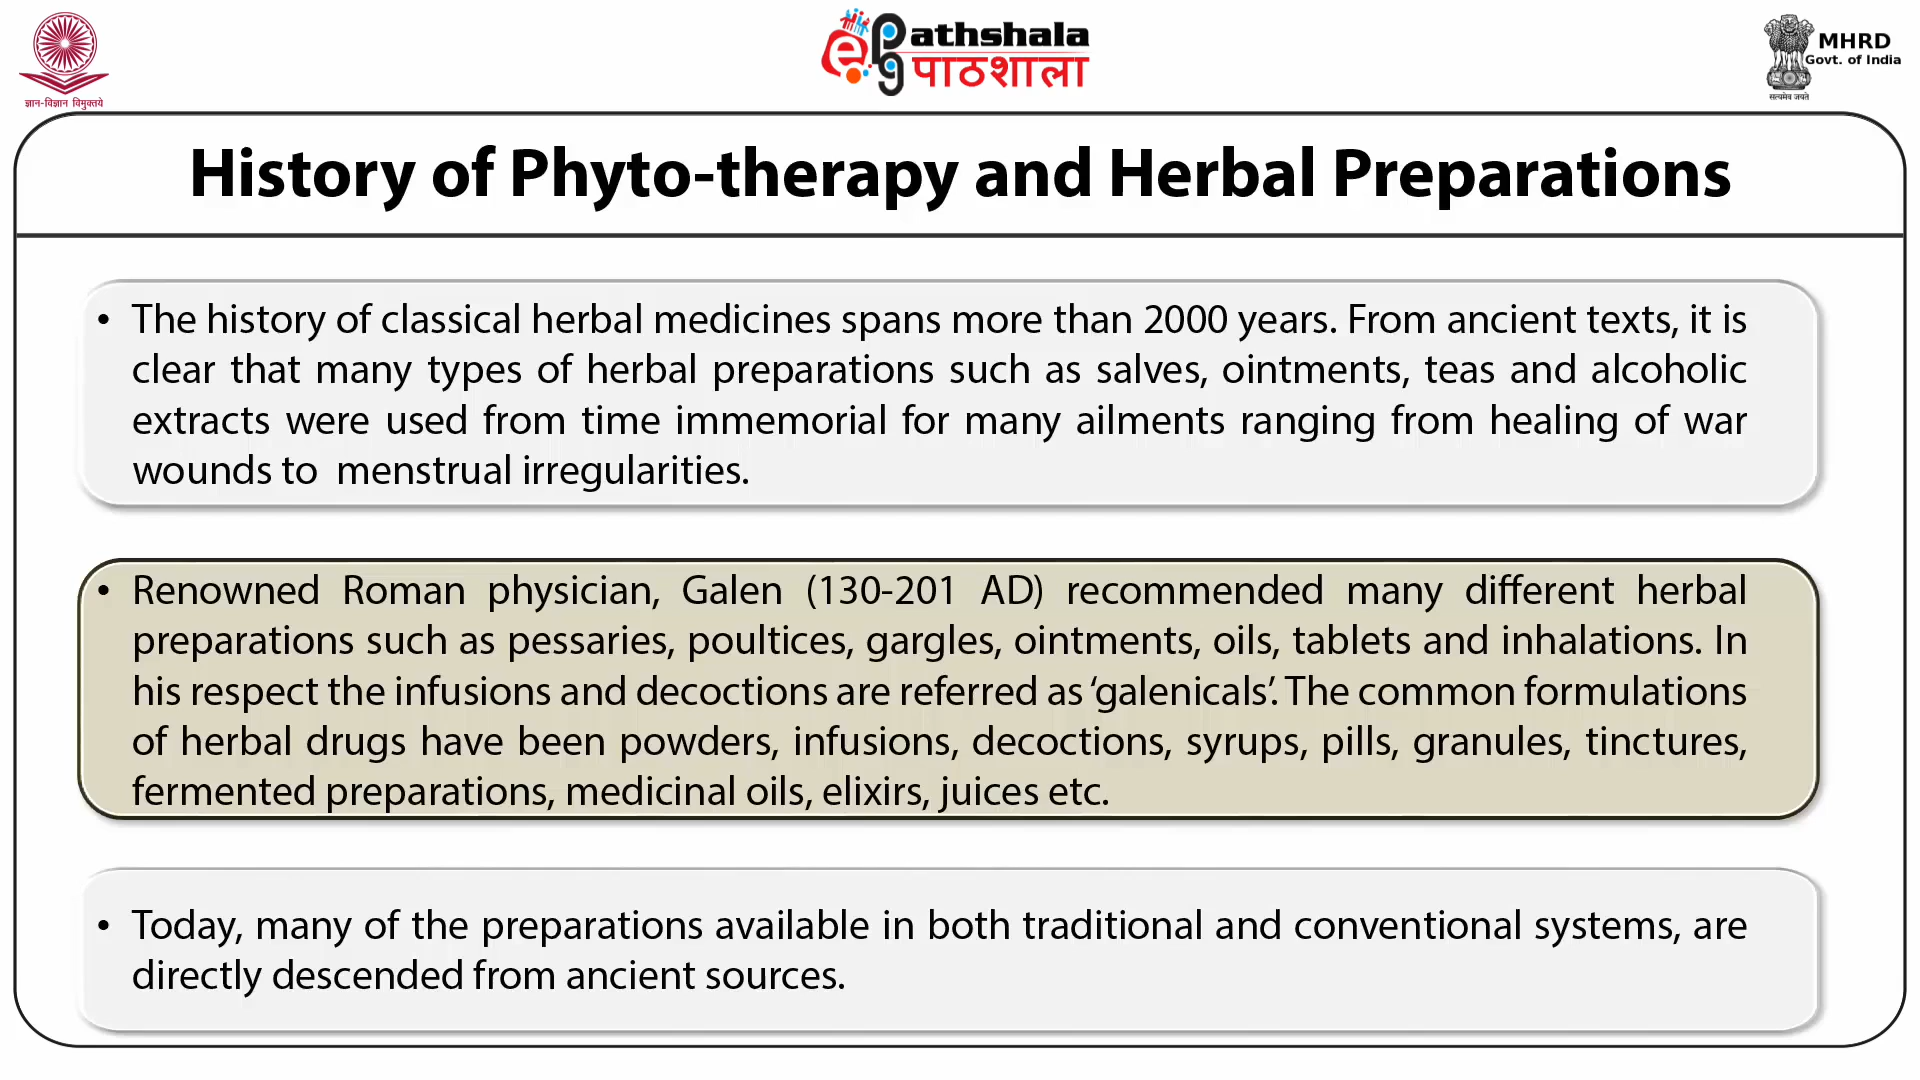 ज्ञान-विज्ञान विमुक्तये
ePG
athshala
पाठशाला
MHRD
Govt. of India
सत्यमेव जयते
History of Phyto-therapy and Herbal Preparations
• The history of classical herbal medicines spans more than 2000 years. From ancient texts, it is
clear that many types of herbal preparations such as salves, ointments, teas and alcoholic
extracts were used from time immemorial for many ailments ranging from healing of war
wounds to menstrual irregularities.
• Renowned Roman physician, Galen (130-201 AD) recommended many different herbal
preparations such as pessaries, poultices, gargles, ointments, oils, tablets and inhalations. In
his respect the infusions and decoctions are referred as ‘galenicals’. The common formulations
of herbal drugs have been powders, infusions, decoctions, syrups, pills, granules, tinctures,
fermented preparations, medicinal oils, elixirs, juices etc.
• Today, many of the preparations available in both traditional and conventional systems, are
directly descended from ancient sources.